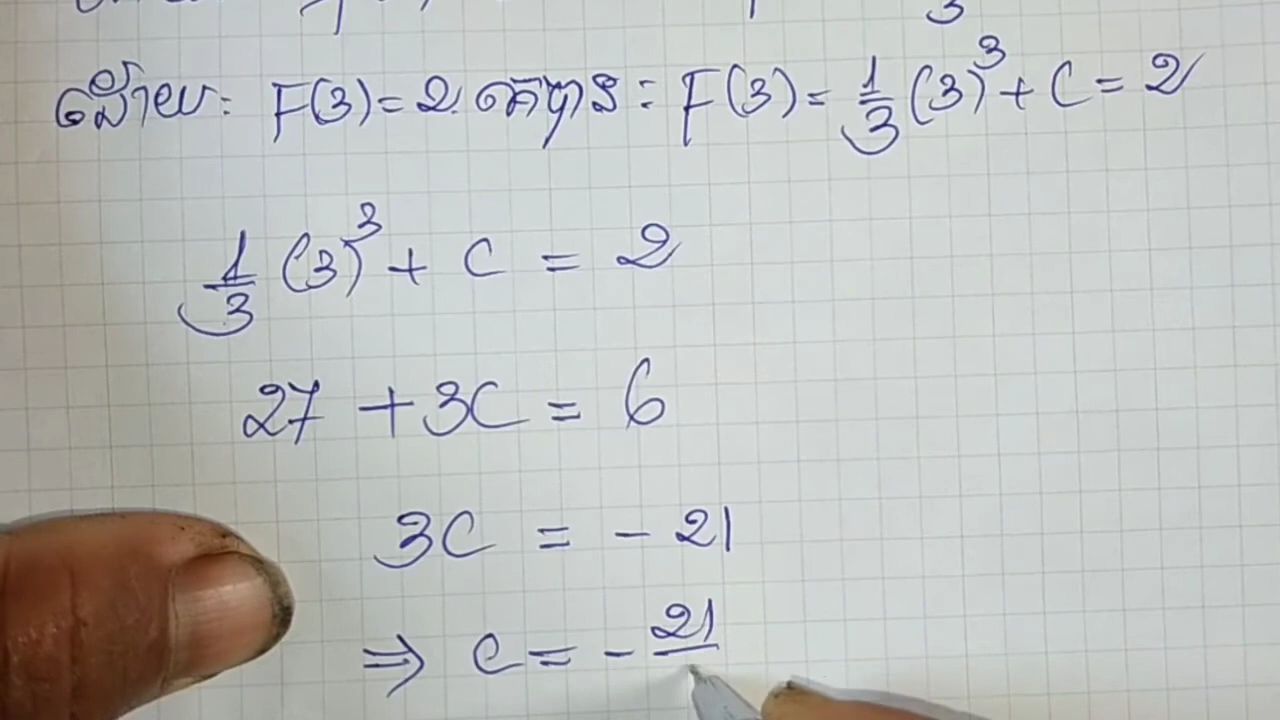 ដោយ: F(3) = 2 គេបាន: F(3) = 1/3 (3)³ + C = 2
1/3 (3)³ + C = 2
27 + 3C = 6
3C = - 21
⇒ C = - 21